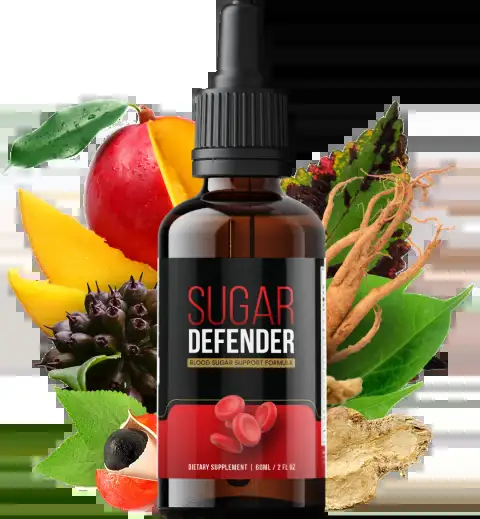 SUGAR
DEFENDER
BLOOD SUGAR SUPPORT FORMULA
DIETARY SUPPLEMENT | 60ML / 2 FL OZ